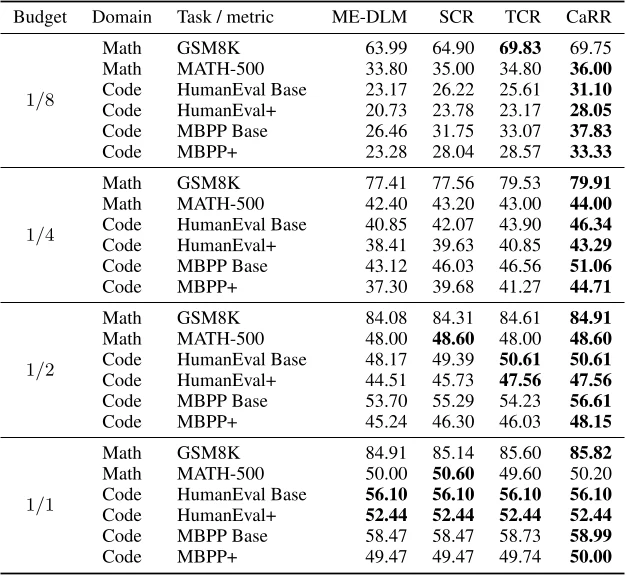 Budget Domain Task / metric ME-DLM SCR TCR CaRR
Math GSM8K 63.99 64.90 69.83 69.75
Math MATH-500 33.80 35.00 34.80 36.00
Code HumanEval Base 23.17 26.22 25.61 31.10
1/8
Code HumanEval+ 20.73 23.78 23.17 28.05
Code MBPP Base 26.46 31.75 33.07 37.83
Code MBPP+ 23.28 28.04 28.57 33.33
Math GSM8K 77.41 77.56 79.53 79.91
Math MATH-500 42.40 43.20 43.00 44.00
Code HumanEval Base 40.85 42.07 43.90 46.34
1/4
Code HumanEval+ 38.41 39.63 40.85 43.29
Code MBPP Base 43.12 46.03 46.56 51.06
Code MBPP+ 37.30 39.68 41.27 44.71
Math GSM8K 84.08 84.31 84.61 84.91
Math MATH-500 48.00 48.60 48.00 48.60
Code HumanEval Base 48.17 49.39 50.61 50.61
1/2
Code HumanEval+ 44.51 45.73 47.56 47.56
Code MBPP Base 53.70 55.29 54.23 56.61
Code MBPP+ 45.24 46.30 46.03 48.15
Math GSM8K 84.91 85.14 85.60 85.82
Math MATH-500 50.00 50.60 49.60 50.20
Code HumanEval Base 56.10 56.10 56.10 56.10
1/1
Code HumanEval+ 52.44 52.44 52.44 52.44
Code MBPP Base 58.47 58.47 58.73 58.99
Code MBPP+ 49.47 49.47 49.74 50.00